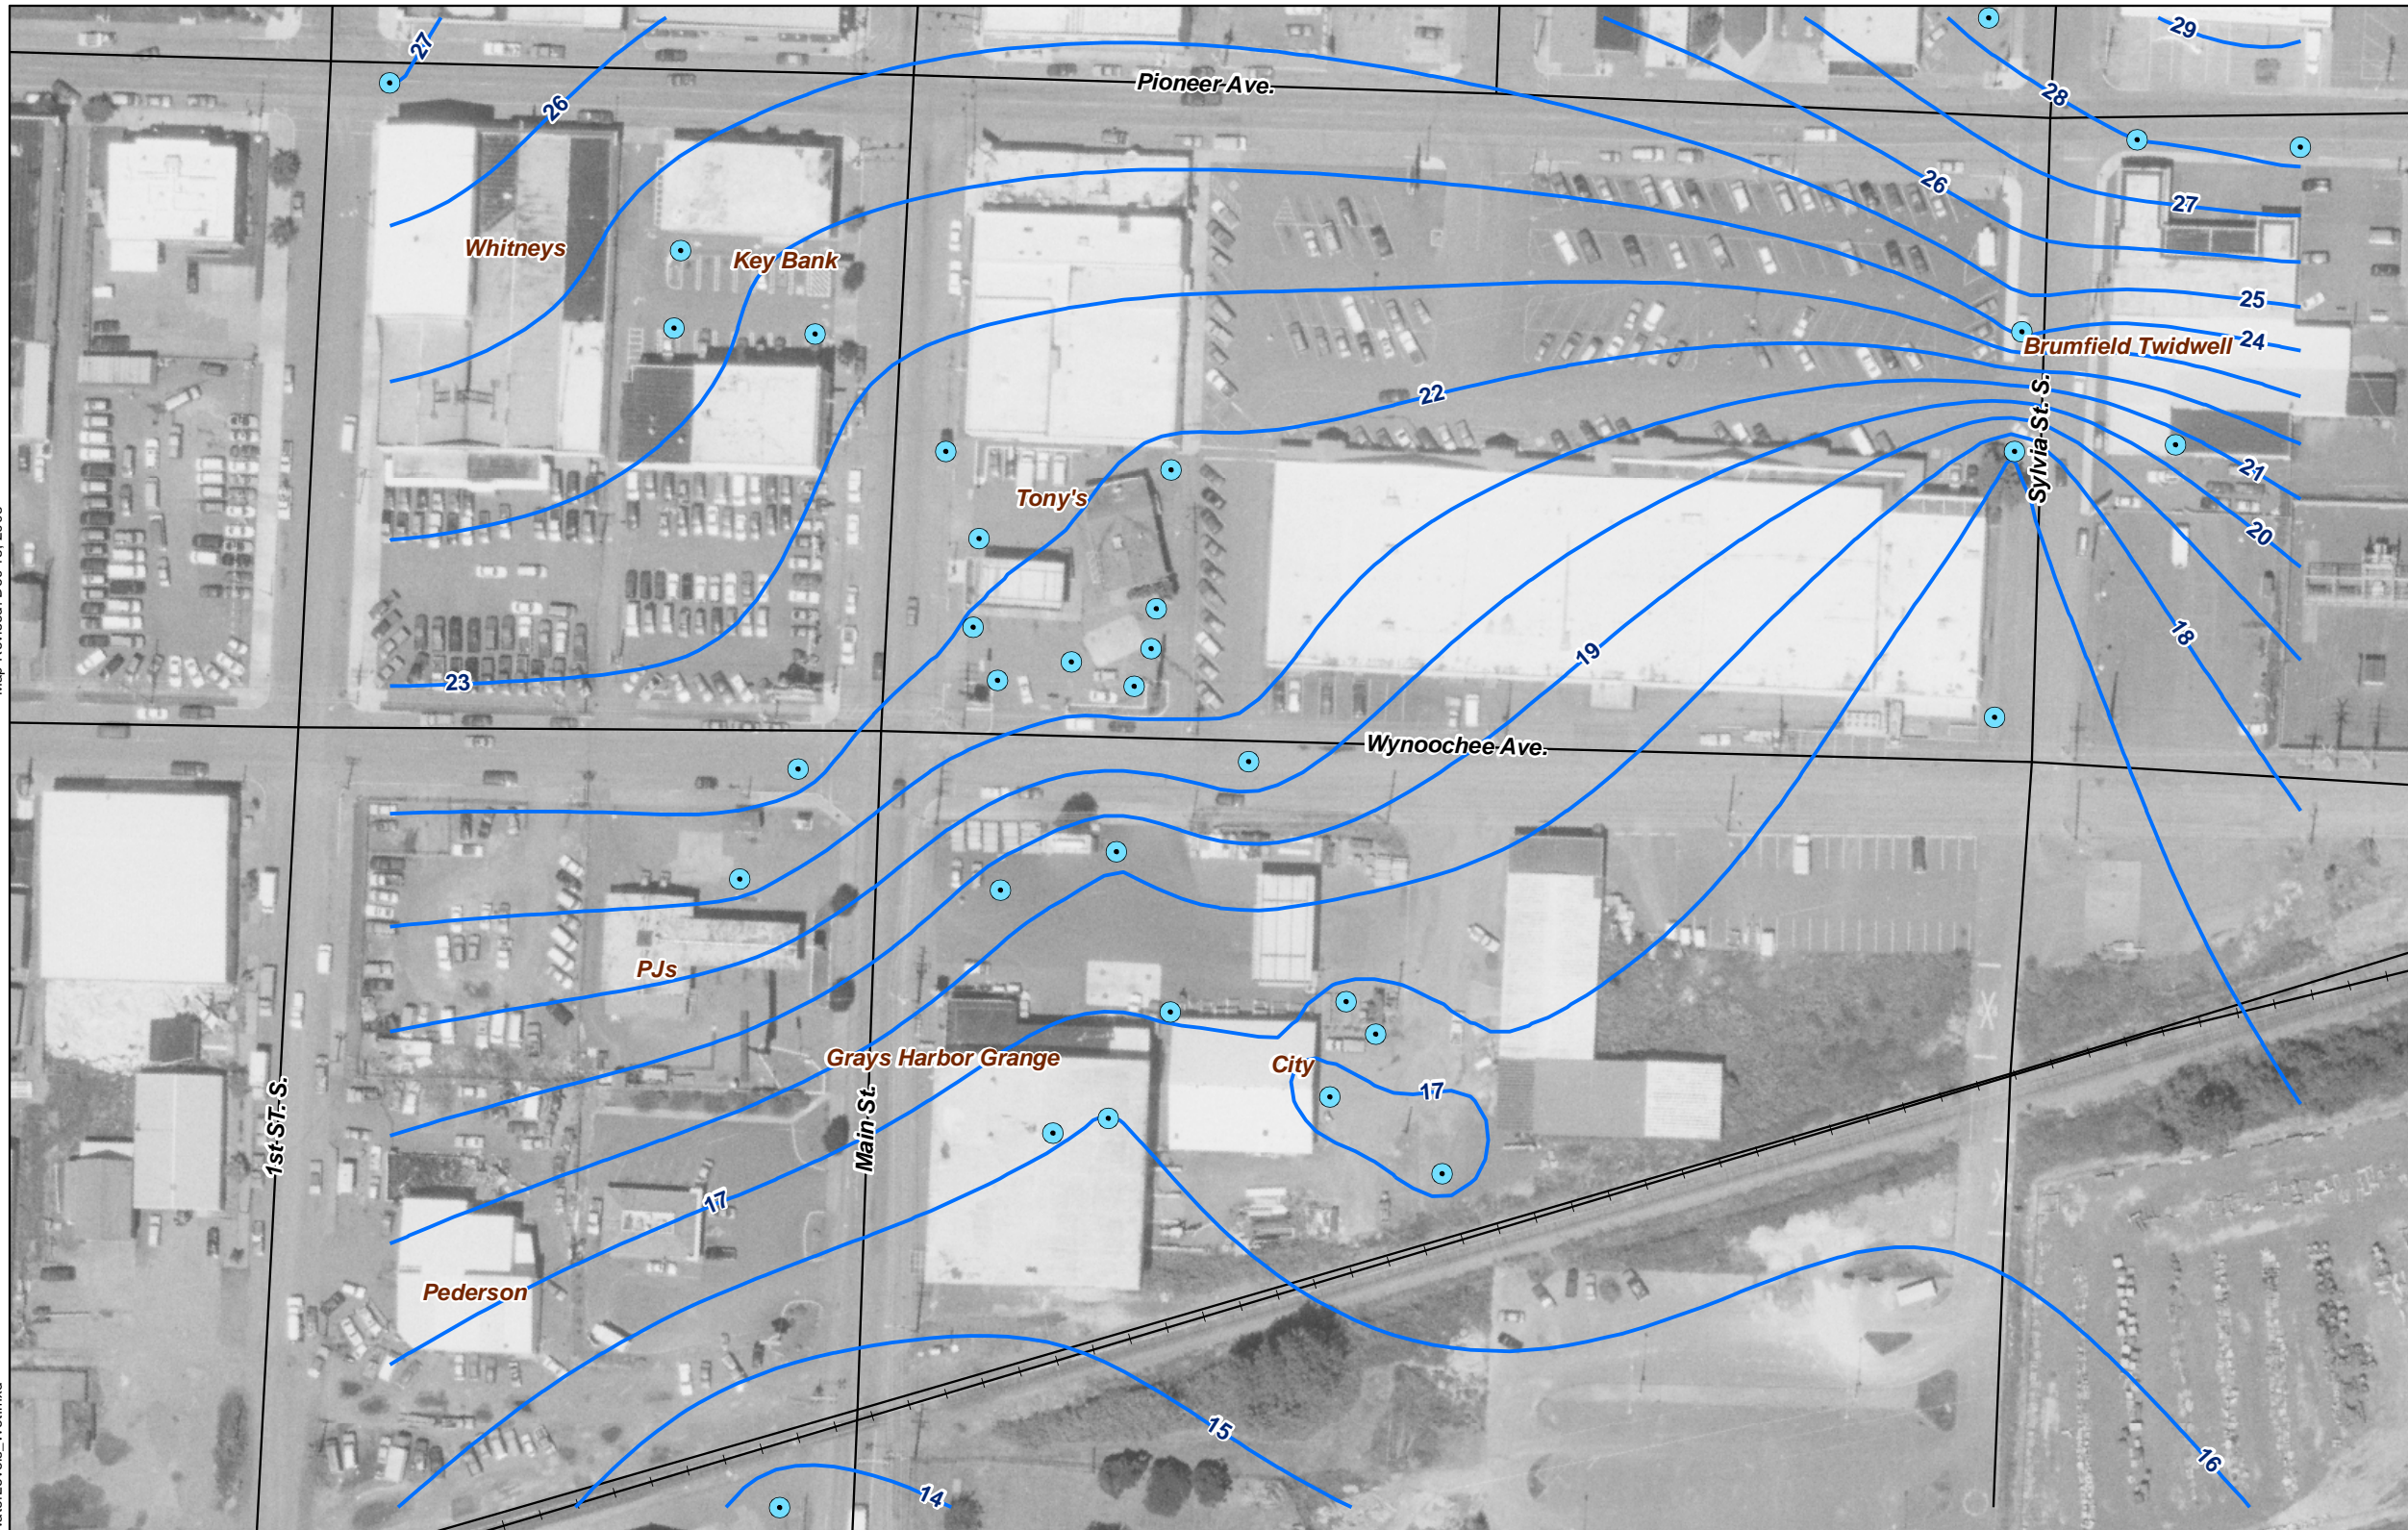 27
29
28
Pioneer Ave.
26
26
27
Whitneys
Key Bank
25
24
Brumfield Twidwell
22
Sylvia St. S.
21
Tony's
20
18
19
23
Wynoochee Ave.
PJs
Grays Harbor Grange
City
17
1st ST. S.
Main St.
17
Pederson
15
16
14